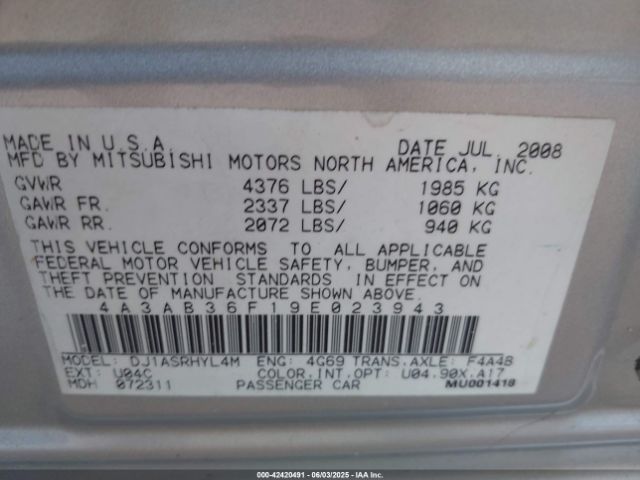 MADE IN U.S.A. DATE JUL. 2008
MFD BY MITSUBISHI MOTORS NORTH AMERICA, INC.
GVWR 4376 LBS/ 1985 KG
GAWR FR. 2337 LBS/ 1060 KG
GAWR RR. 2072 LBS/ 940 KG
THIS VEHICLE CONFORMS TO ALL APPLICABLE
FEDERAL MOTOR VEHICLE SAFETY, BUMPER, AND
THEFT PREVENTION STANDARDS IN EFFECT ON
THE DATE OF MANUFACTURE SHOWN ABOVE.
4A3AB36F19E023943
MODEL: DJ1ASRHYL4M ENG: 4G69 TRANS.AXLE: F4A4B
EXT: U04C COLOR.INT.OPT: U04.90X.A17
MDH 072311 PASSENGER CAR MU001418
000-42420491 - 06/03/2025 - IAAI.COM